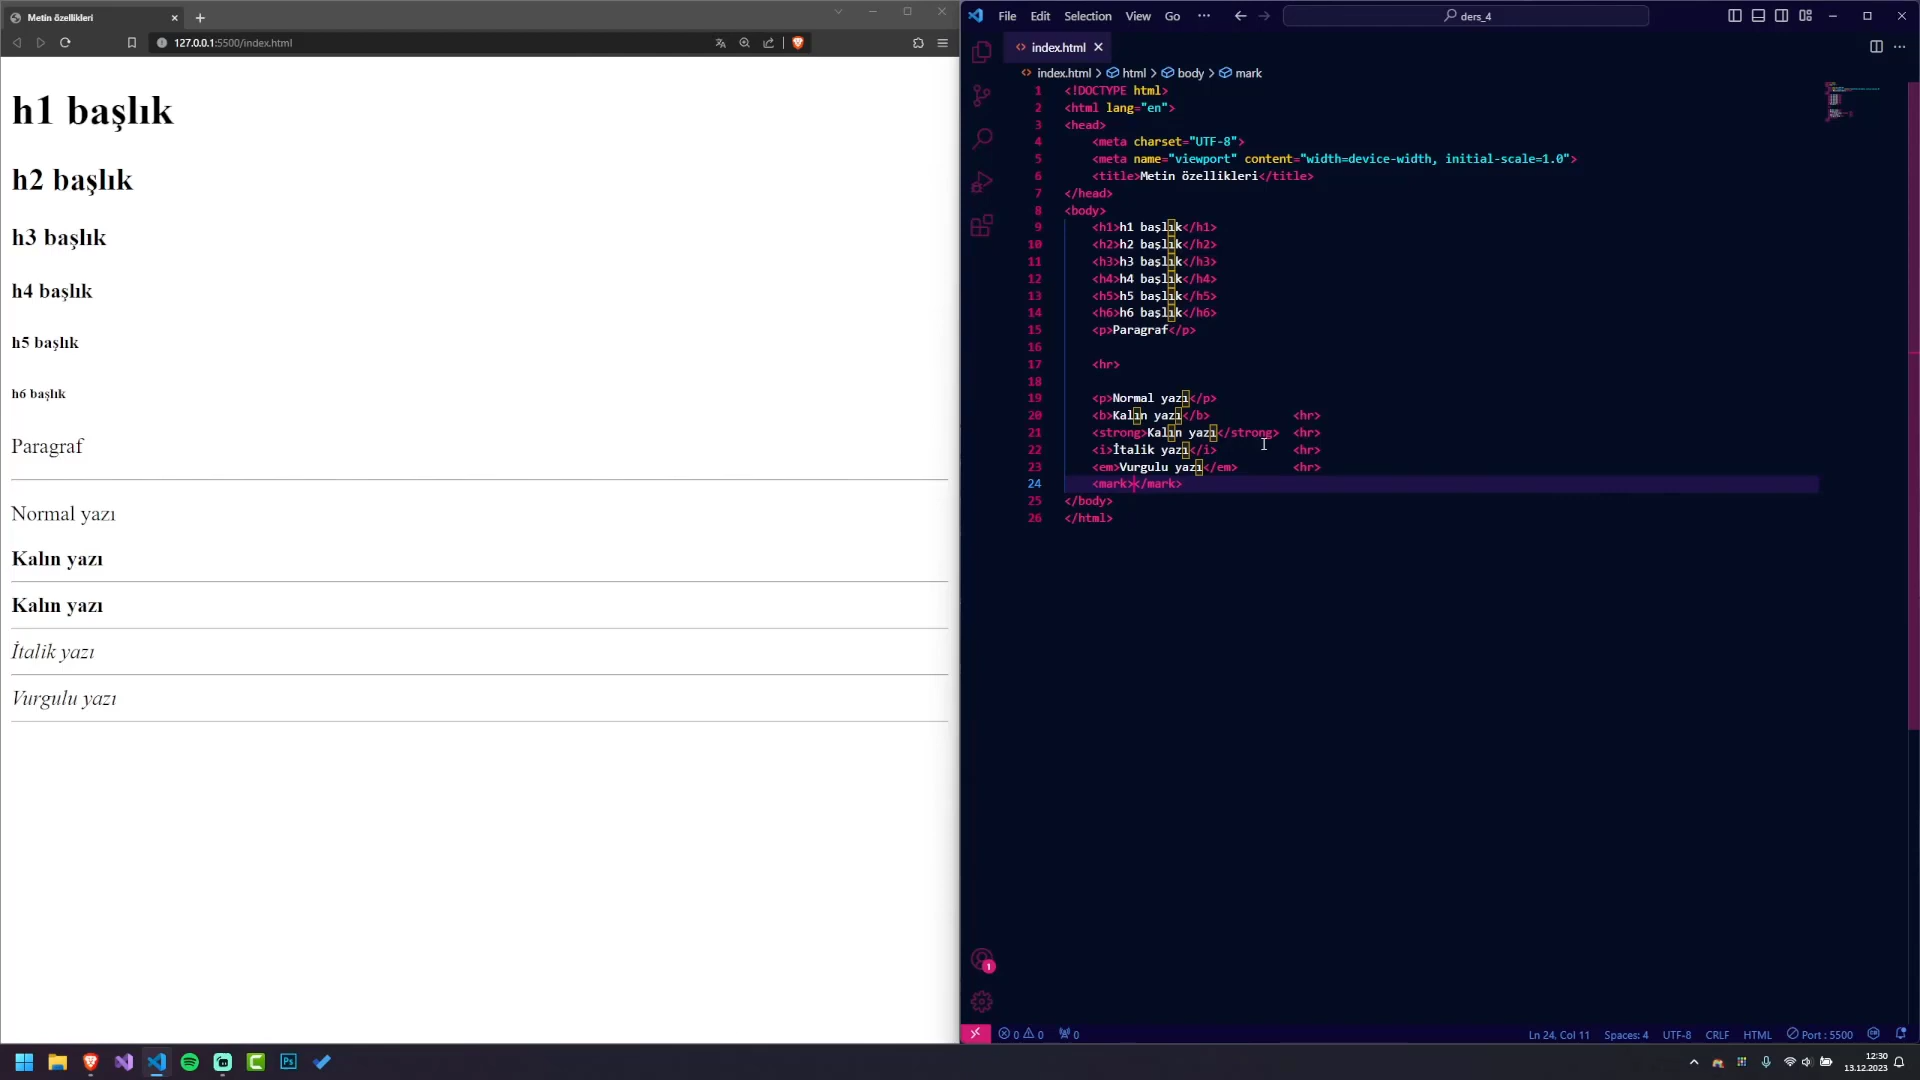 Metin özellikleri
127.0.0.1:5500/index.html
h1 başlık
h2 başlık
h3 başlık
h4 başlık
h5 başlık
h6 başlık
Paragraf
Normal yazı
Kalın yazı
Kalın yazı
İtalik yazı
Vurgulu yazı
File Edit Selection View Go ··· ders_4
index.html
index.html > html > body > mark
1 <!DOCTYPE html>
2 <html lang="en">
3 <head>
4 <meta charset="UTF-8">
5 <meta name="viewport" content="width=device-width, initial-scale=1.0">
6 <title>Metin özellikleri</title>
7 </head>
8 <body>
9 <h1>h1 başlık</h1>
10 <h2>h2 başlık</h2>
11 <h3>h3 başlık</h3>
12 <h4>h4 başlık</h4>
13 <h5>h5 başlık</h5>
14 <h6>h6 başlık</h6>
15 <p>Paragraf</p>
16
17 <hr>
18
19 <p>Normal yazı</p>
20 <b>Kalın yazı</b> <hr>
21 <strong>Kalın yazı</strong> <hr>
22 <i>İtalik yazı</i> <hr>
23 <em>Vurgulu yazı</em> <hr>
24 <mark></mark>
25 </body>
26 </html>
1
0 0 0 Ln 24, Col 11 Spaces: 4 UTF-8 CRLF HTML Port : 5500
Ps
12:30
13.12.2023